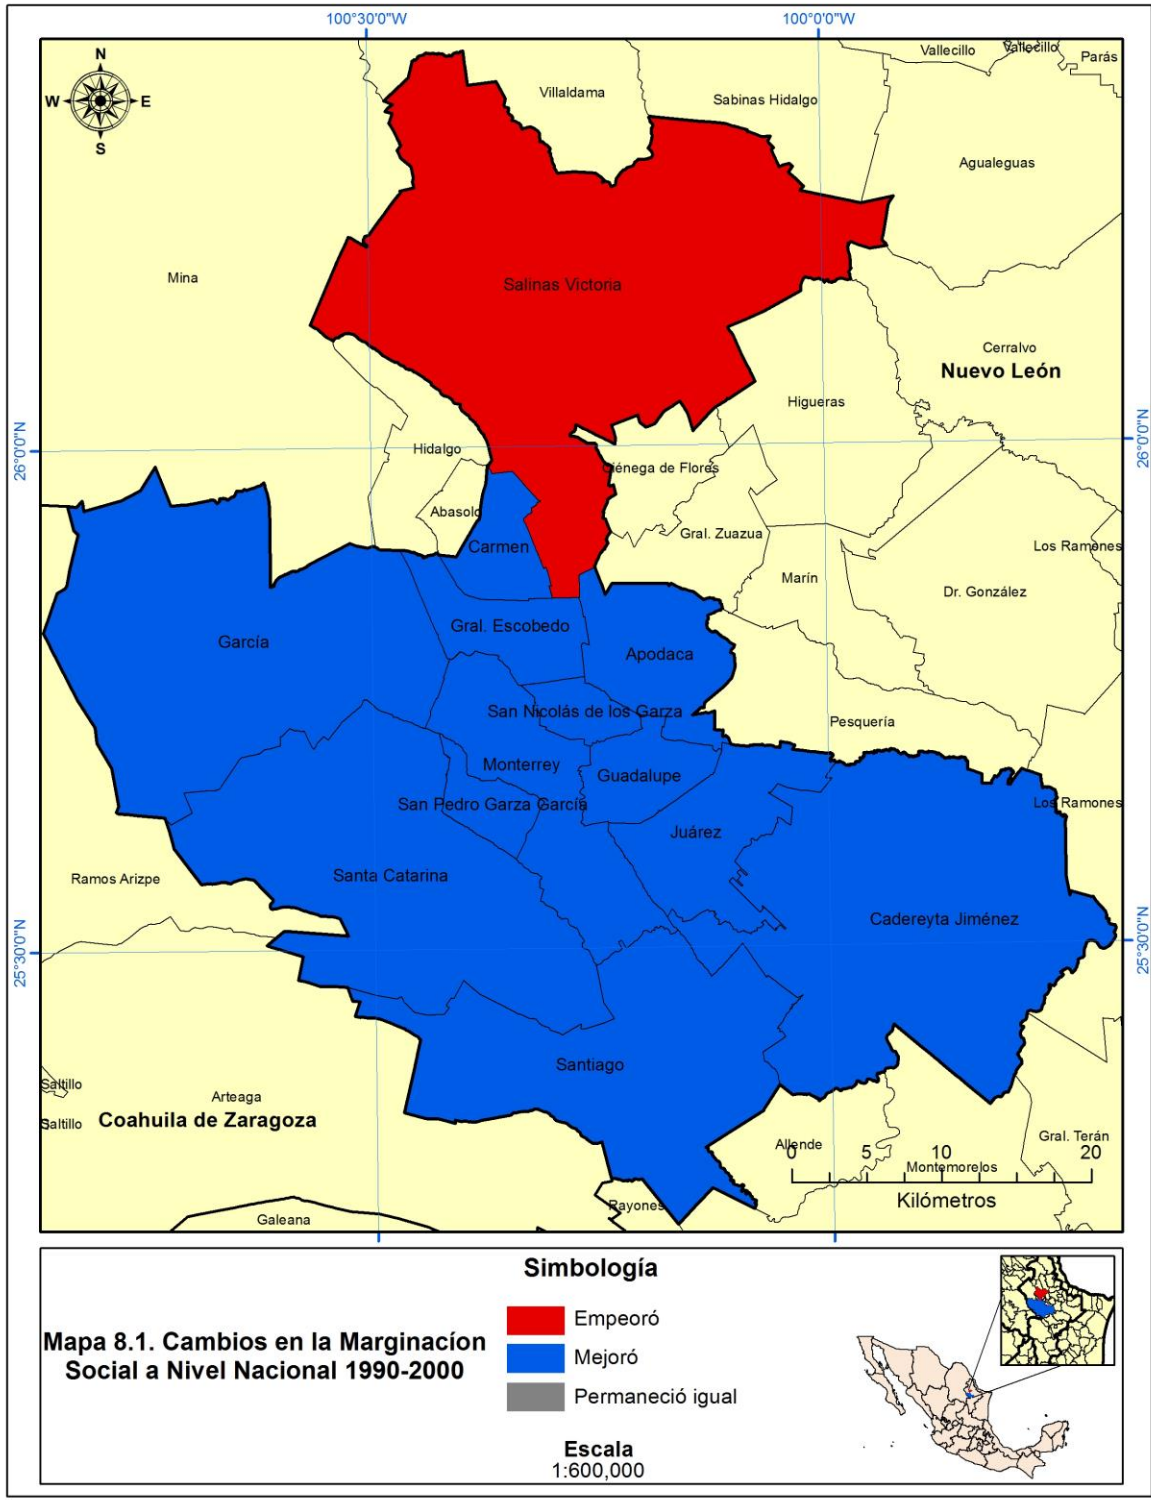 100°30'0"W
100°0'0"W
N
W
E
S
Villaldama
Sabinas Hidalgo
Vallecillo
Vallecillo
Parás
Agualeguas
Mina
Salinas Victoria
Cerralvo
Nuevo León
Higueras
Hidalgo
26°0'0"N
26°0'0"N
Ciénega de Flores
Abasolo
Carmen
Gral. Zuazua
Los Ramones
Marín
Dr. González
García
Gral. Escobedo
Apodaca
San Nicolás de los Garza
Pesquería
Monterrey
Guadalupe
San Pedro Garza García
Los Ramones
Juárez
Ramos Arizpe
Santa Catarina
Cadereyta Jiménez
25°30'0"N
25°30'0"N
Santiago
Saltillo
Arteaga
Saltillo
Coahuila de Zaragoza
Allende
Gral. Terán
0 5 10 20
Montemorelos
Kilómetros
Rayones
Galeana
Simbología
Empeoró
Mejoró
Permaneció igual
Mapa 8.1. Cambios en la Marginacíon
Social a Nivel Nacional 1990-2000
Escala
1:600,000